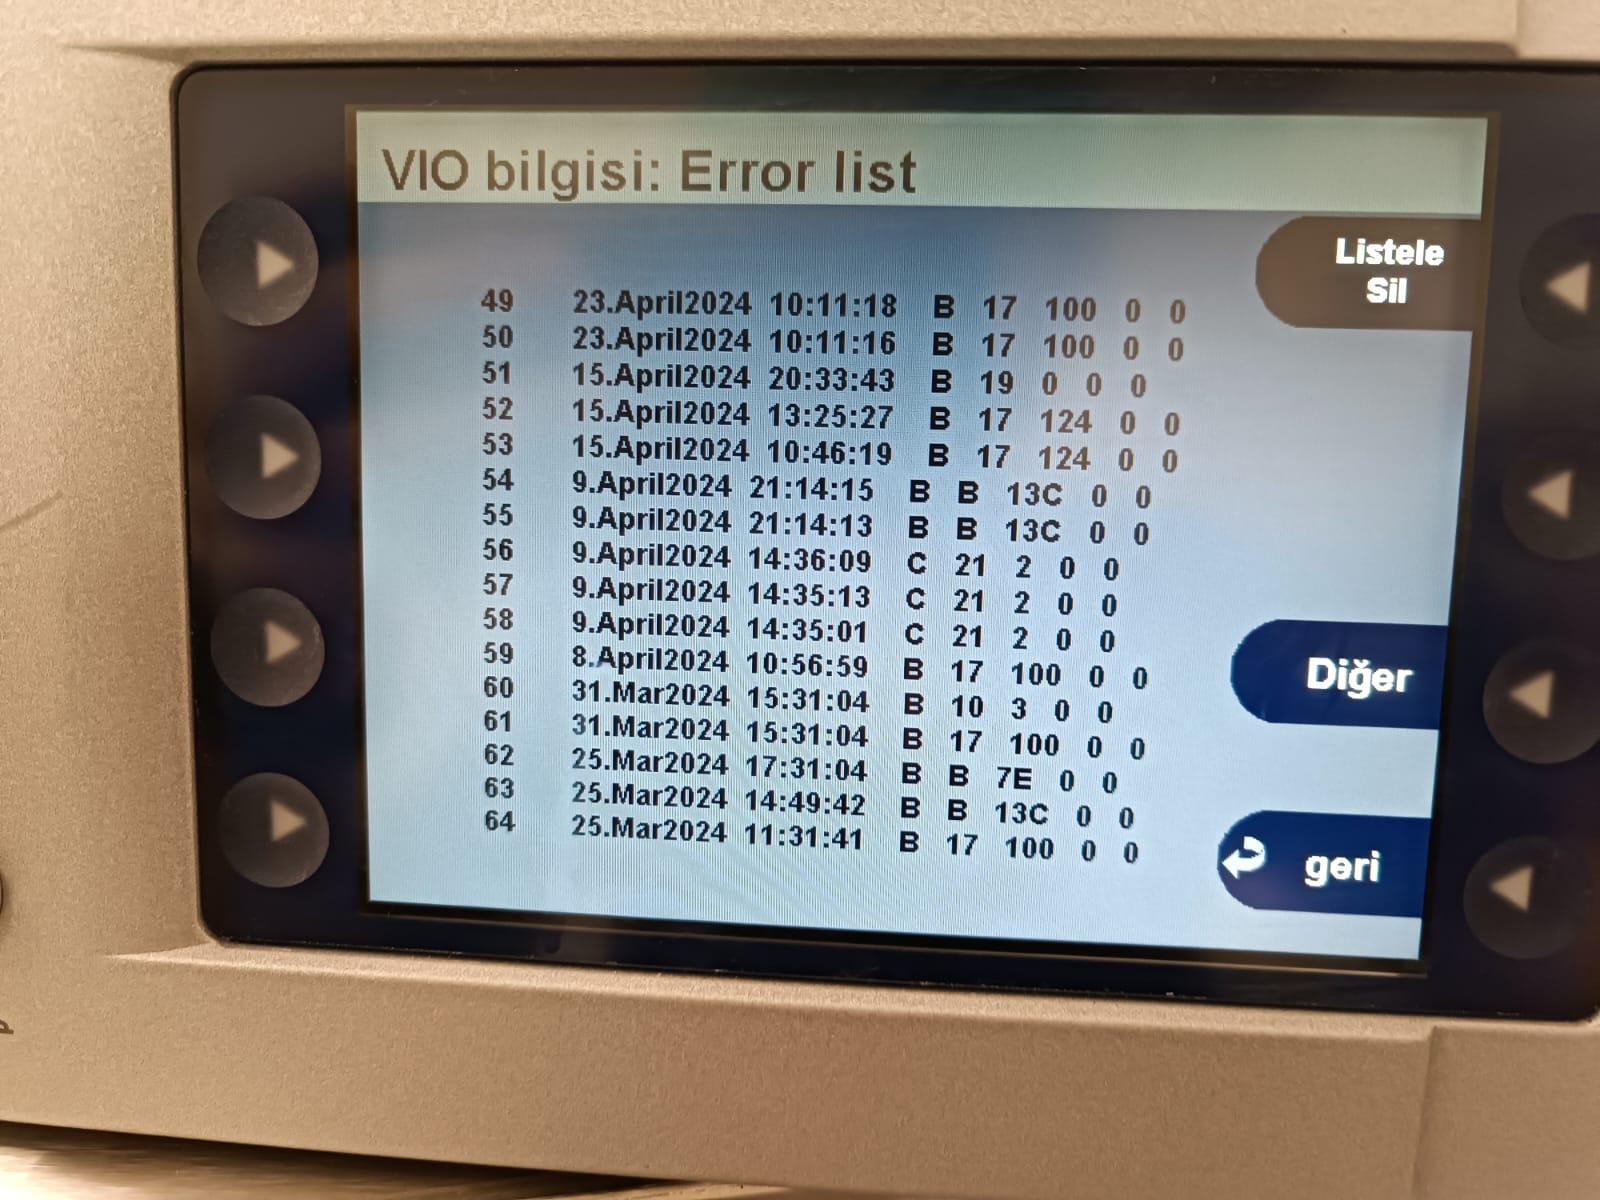 VIO bilgisi: Error list
Listele
Sil
49 23.April2024 10:11:18 B 17 100 0 0
50 23.April2024 10:11:16 B 17 100 0 0
51 15.April2024 20:33:43 B 19 0 0 0
52 15.April2024 13:25:27 B 17 124 0 0
53 15.April2024 10:46:19 B 17 124 0 0
54 9.April2024 21:14:15 B B 13C 0 0
55 9.April2024 21:14:13 B B 13C 0 0
56 9.April2024 14:36:09 C 21 2 0 0
57 9.April2024 14:35:13 C 21 2 0 0
58 9.April2024 14:35:01 C 21 2 0 0
59 8.April2024 10:56:59 B 17 100 0 0
60 31.Mar2024 15:31:04 B 10 3 0 0
61 31.Mar2024 15:31:04 B 17 100 0 0
62 25.Mar2024 17:31:04 B B 7E 0 0
63 25.Mar2024 14:49:42 B B 13C 0 0
64 25.Mar2024 11:31:41 B 17 100 0 0
Diğer
geri